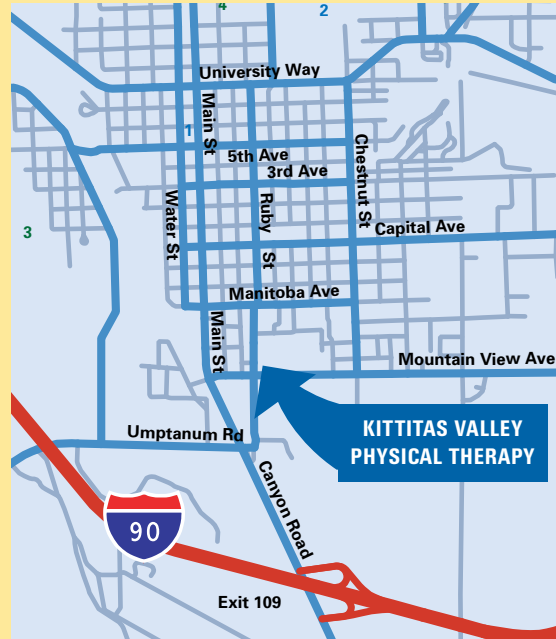 4
2
University Way
Main St
1
5th Ave
3rd Ave
Chestnut St
Water St
Ruby St
3
Capital Ave
Manitoba Ave
Main St
Mountain View Ave
KITTITAS VALLEY
PHYSICAL THERAPY
Umptanum Rd
Canyon Road
90
Exit 109